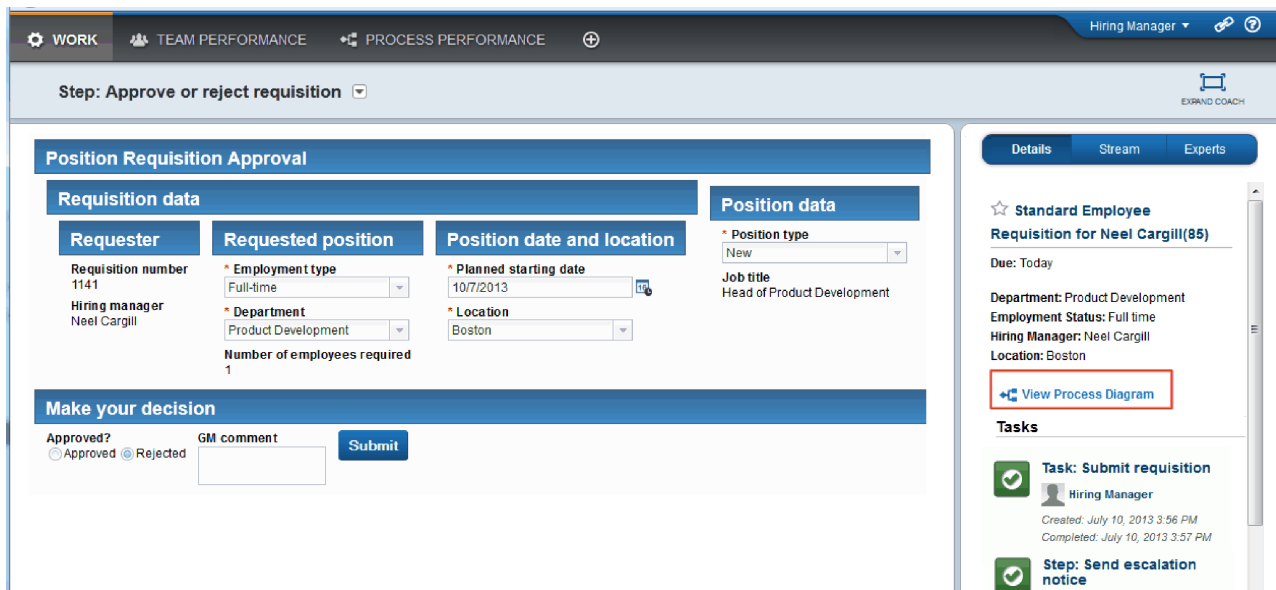 WORK
TEAM PERFORMANCE
PROCESS PERFORMANCE
Hiring Manager
Step: Approve or reject requisition
EXPAND COACH
Position Requisition Approval
Requisition data
Requester
Requisition number
1141
Hiring manager
Neel Cargill
Requested position
* Employment type
Full-time
* Department
Product Development
Number of employees required
1
Position date and location
* Planned starting date
10/7/2013
* Location
Boston
Position data
* Position type
New
Job title
Head of Product Development
Make your decision
Approved?
Approved Rejected
GM comment
Submit
Details Stream Experts
Standard Employee
Requisition for Neel Cargill(85)
Due: Today
Department: Product Development
Employment Status: Full time
Hiring Manager: Neel Cargill
Location: Boston
View Process Diagram
Tasks
Task: Submit requisition
Hiring Manager
Created: July 10, 2013 3:56 PM
Completed: July 10, 2013 3:57 PM
Step: Send escalation
notice